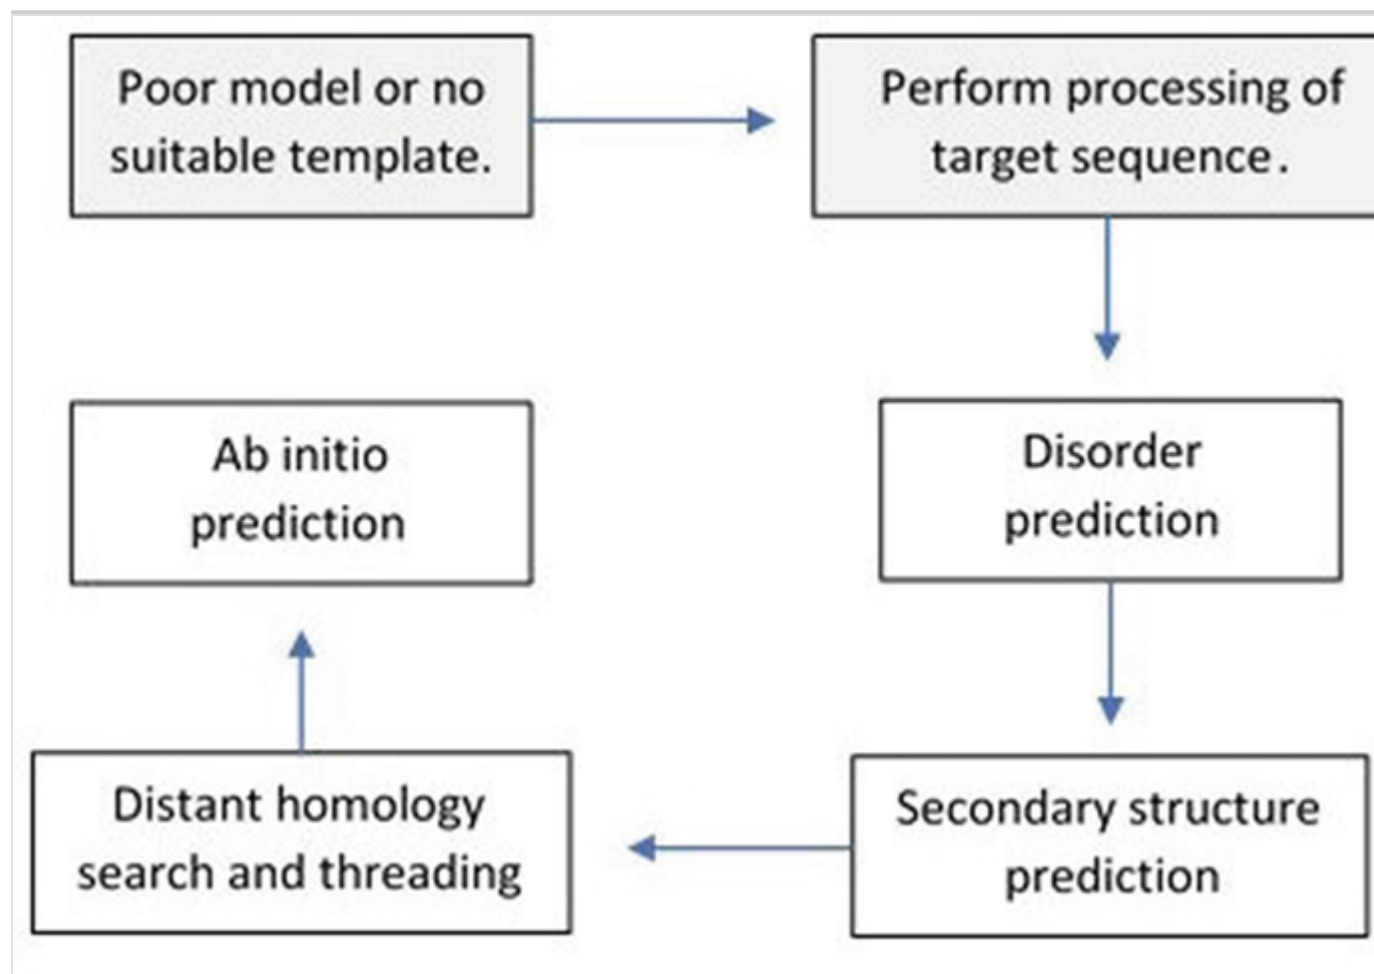 Poor model or no
suitable template.
Perform processing of
target sequence.
Disorder
prediction
Secondary structure
prediction
Distant homology
search and threading
Ab initio
prediction